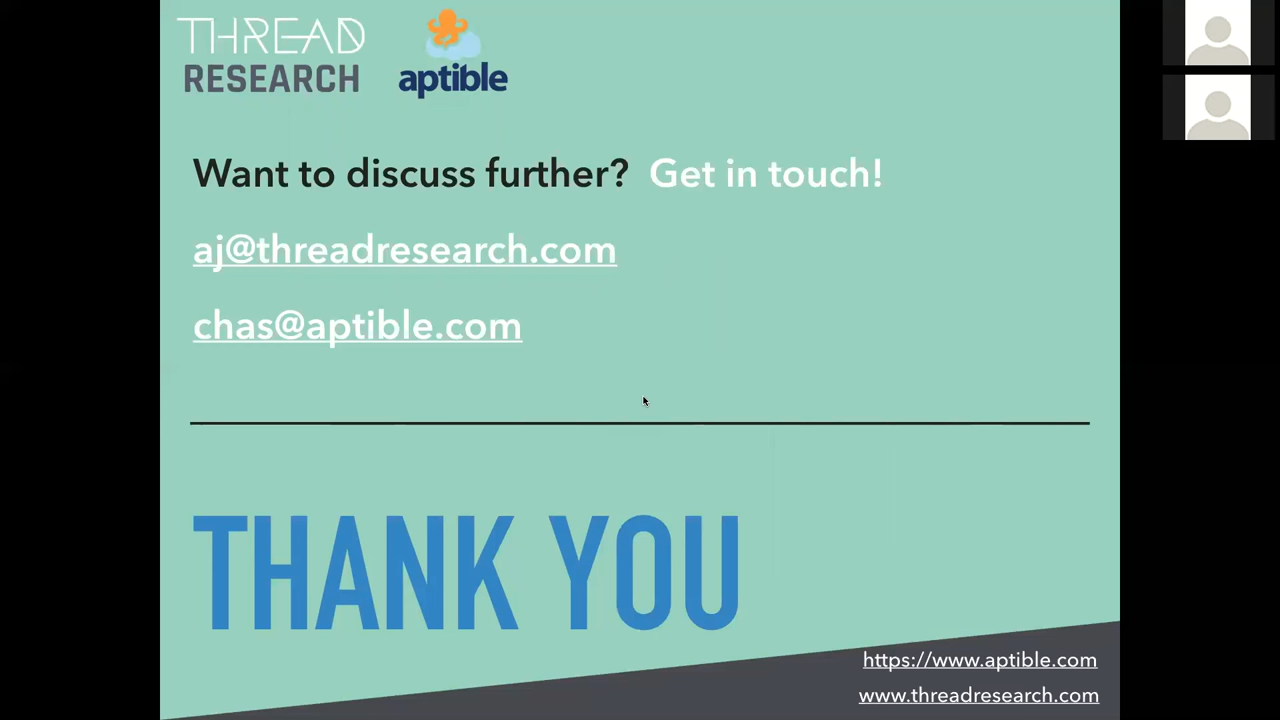 THREAD
RESEARCH
aptible
Want to discuss further? Get in touch!
aj@threadresearch.com
chas@aptible.com
THANK YOU
https://www.aptible.com
www.threadresearch.com